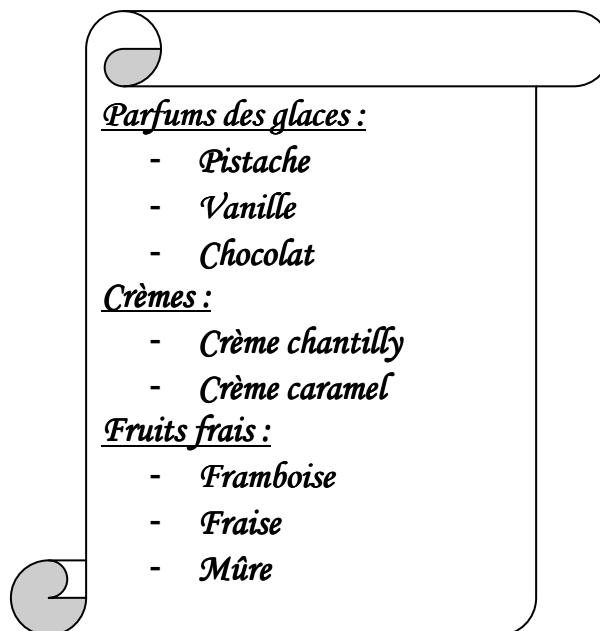 Parfums des glaces :
- Pistache
- Vanille
- Chocolat
Crèmes :
- Crème chantilly
- Crème caramel
Fruits frais :
- Framboise
- Fraise
- Mûre